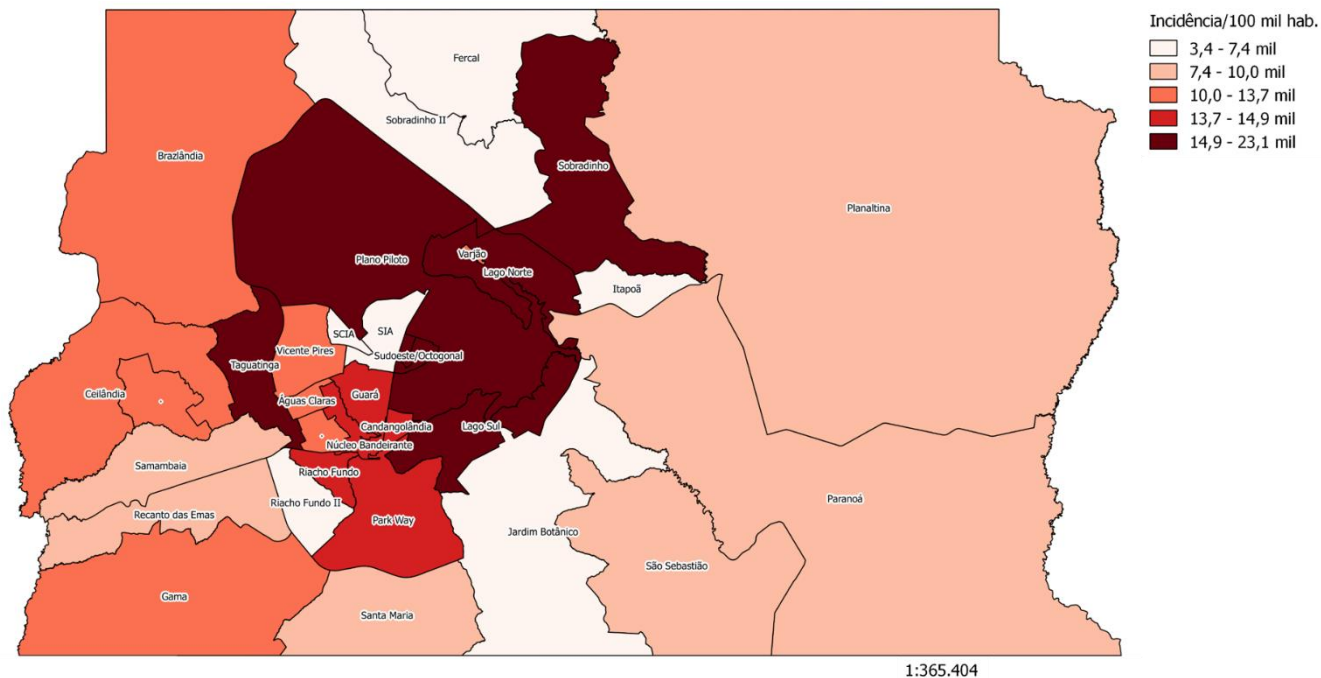 Incidência/100 mil hab.
3,4 - 7,4 mil
7,4 - 10,0 mil
10,0 - 13,7 mil
13,7 - 14,9 mil
14,9 - 23,1 mil
Fercal
Sobradinho II
Brazlândia
Sobradinho
Planaltina
Plano Piloto
Varjão
Lago Norte
Itapoã
SCIA
SIA
Vicente Pires
Sudoeste/Octogonal
Taguatinga
Ceilândia
Águas Claras
Guará
Candangolândia
Lago Sul
Núcleo Bandeirante
Samambaia
Riacho Fundo
Riacho Fundo II
Paranoá
Recanto das Emas
Park Way
Jardim Botânico
São Sebastião
Gama
Santa Maria
1:365.404